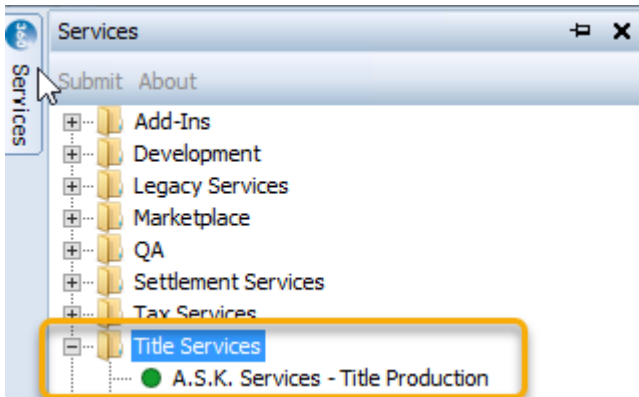 360 Services
Services
Submit About
Add-Ins
Development
Legacy Services
Marketplace
QA
Settlement Services
Tax Services
Title Services
A.S.K. Services - Title Production